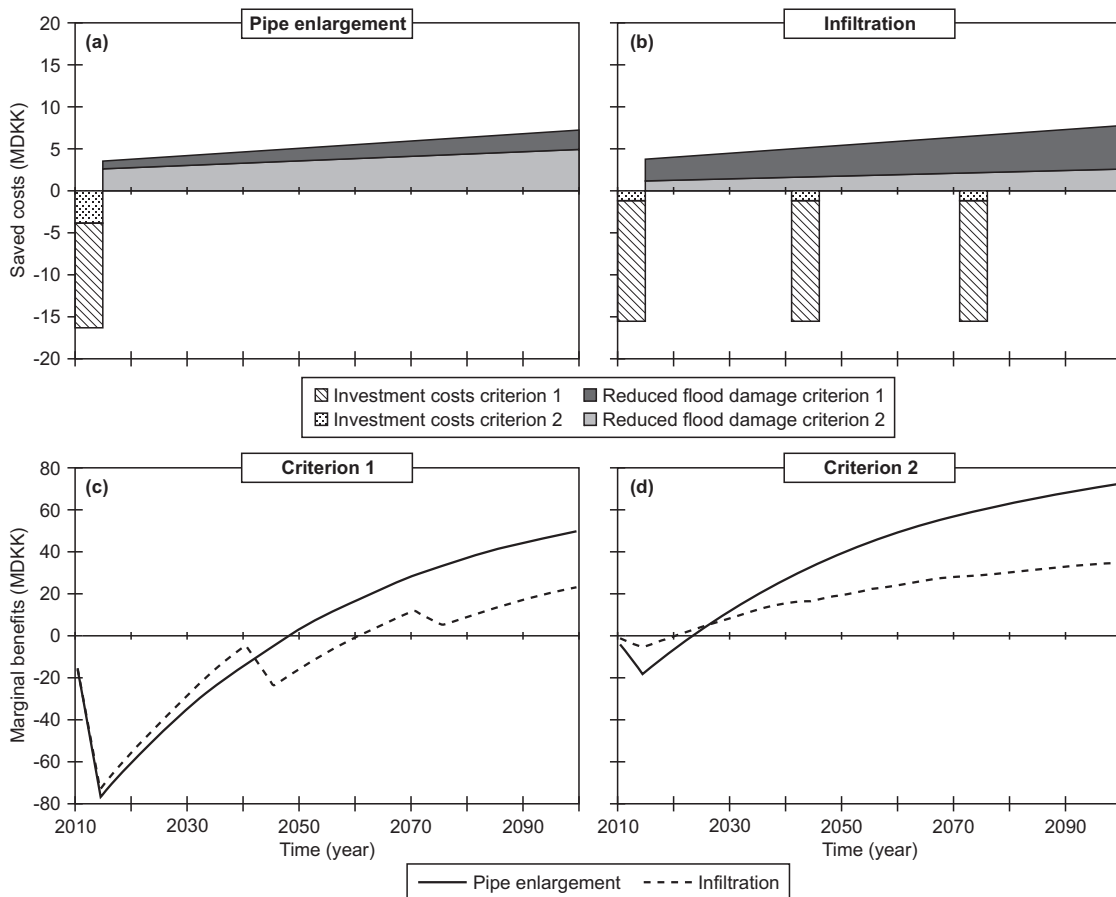 Pipe enlargement
Infiltration
(a)
(b)
Saved costs (MDKK)
20
15
10
5
0
-5
-10
-15
-20
Investment costs criterion 1
Reduced flood damage criterion 1
Investment costs criterion 2
Reduced flood damage criterion 2
Criterion 1
Criterion 2
(c)
(d)
Marginal benefits (MDKK)
80
60
40
20
0
-20
-40
-60
-80
2010 2030 2050 2070 2090
2010 2030 2050 2070 2090
Time (year)
Time (year)
Pipe enlargement
Infiltration